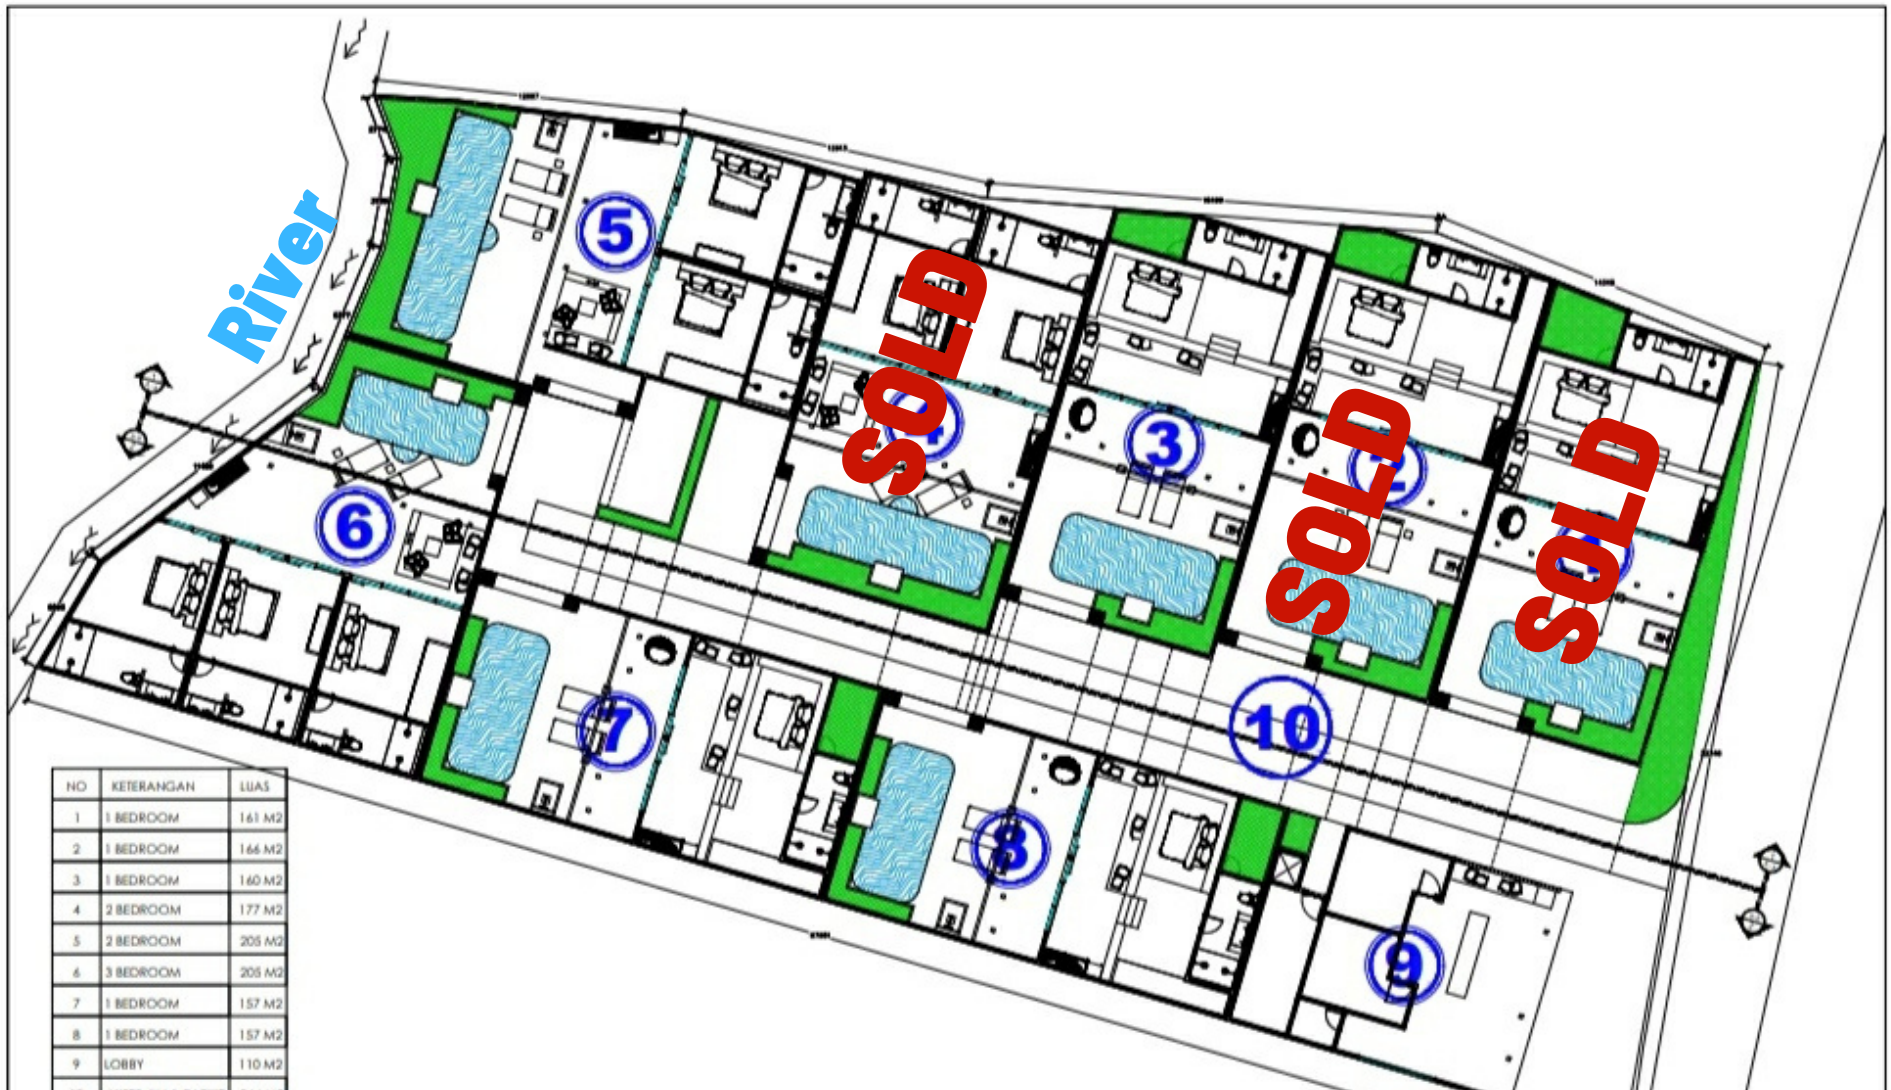 River
5
SOLD
4
3
SOLD
2
SOLD
1
6
7
10
8
9
NO KETERANGAN LUAS
1 1 BEDROOM 161 M2
2 1 BEDROOM 166 M2
3 1 BEDROOM 160 M2
4 2 BEDROOM 177 M2
5 2 BEDROOM 205 M2
6 3 BEDROOM 205 M2
7 1 BEDROOM 157 M2
8 1 BEDROOM 157 M2
9 LOBBY 110 M2